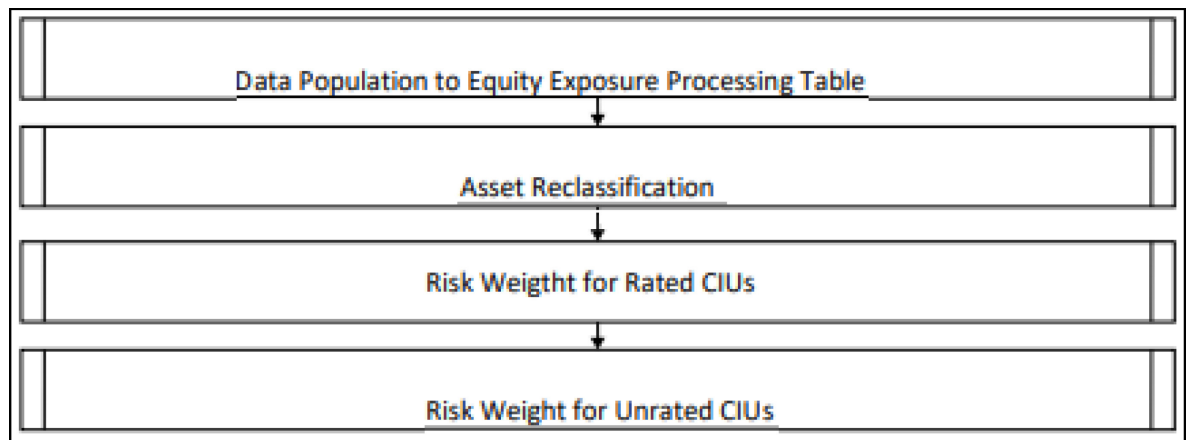 Data Population to Equity Exposure Processing Table
Asset Reclassification
Risk Weigtht for Rated CIUs
Risk Weight for Unrated CIUs